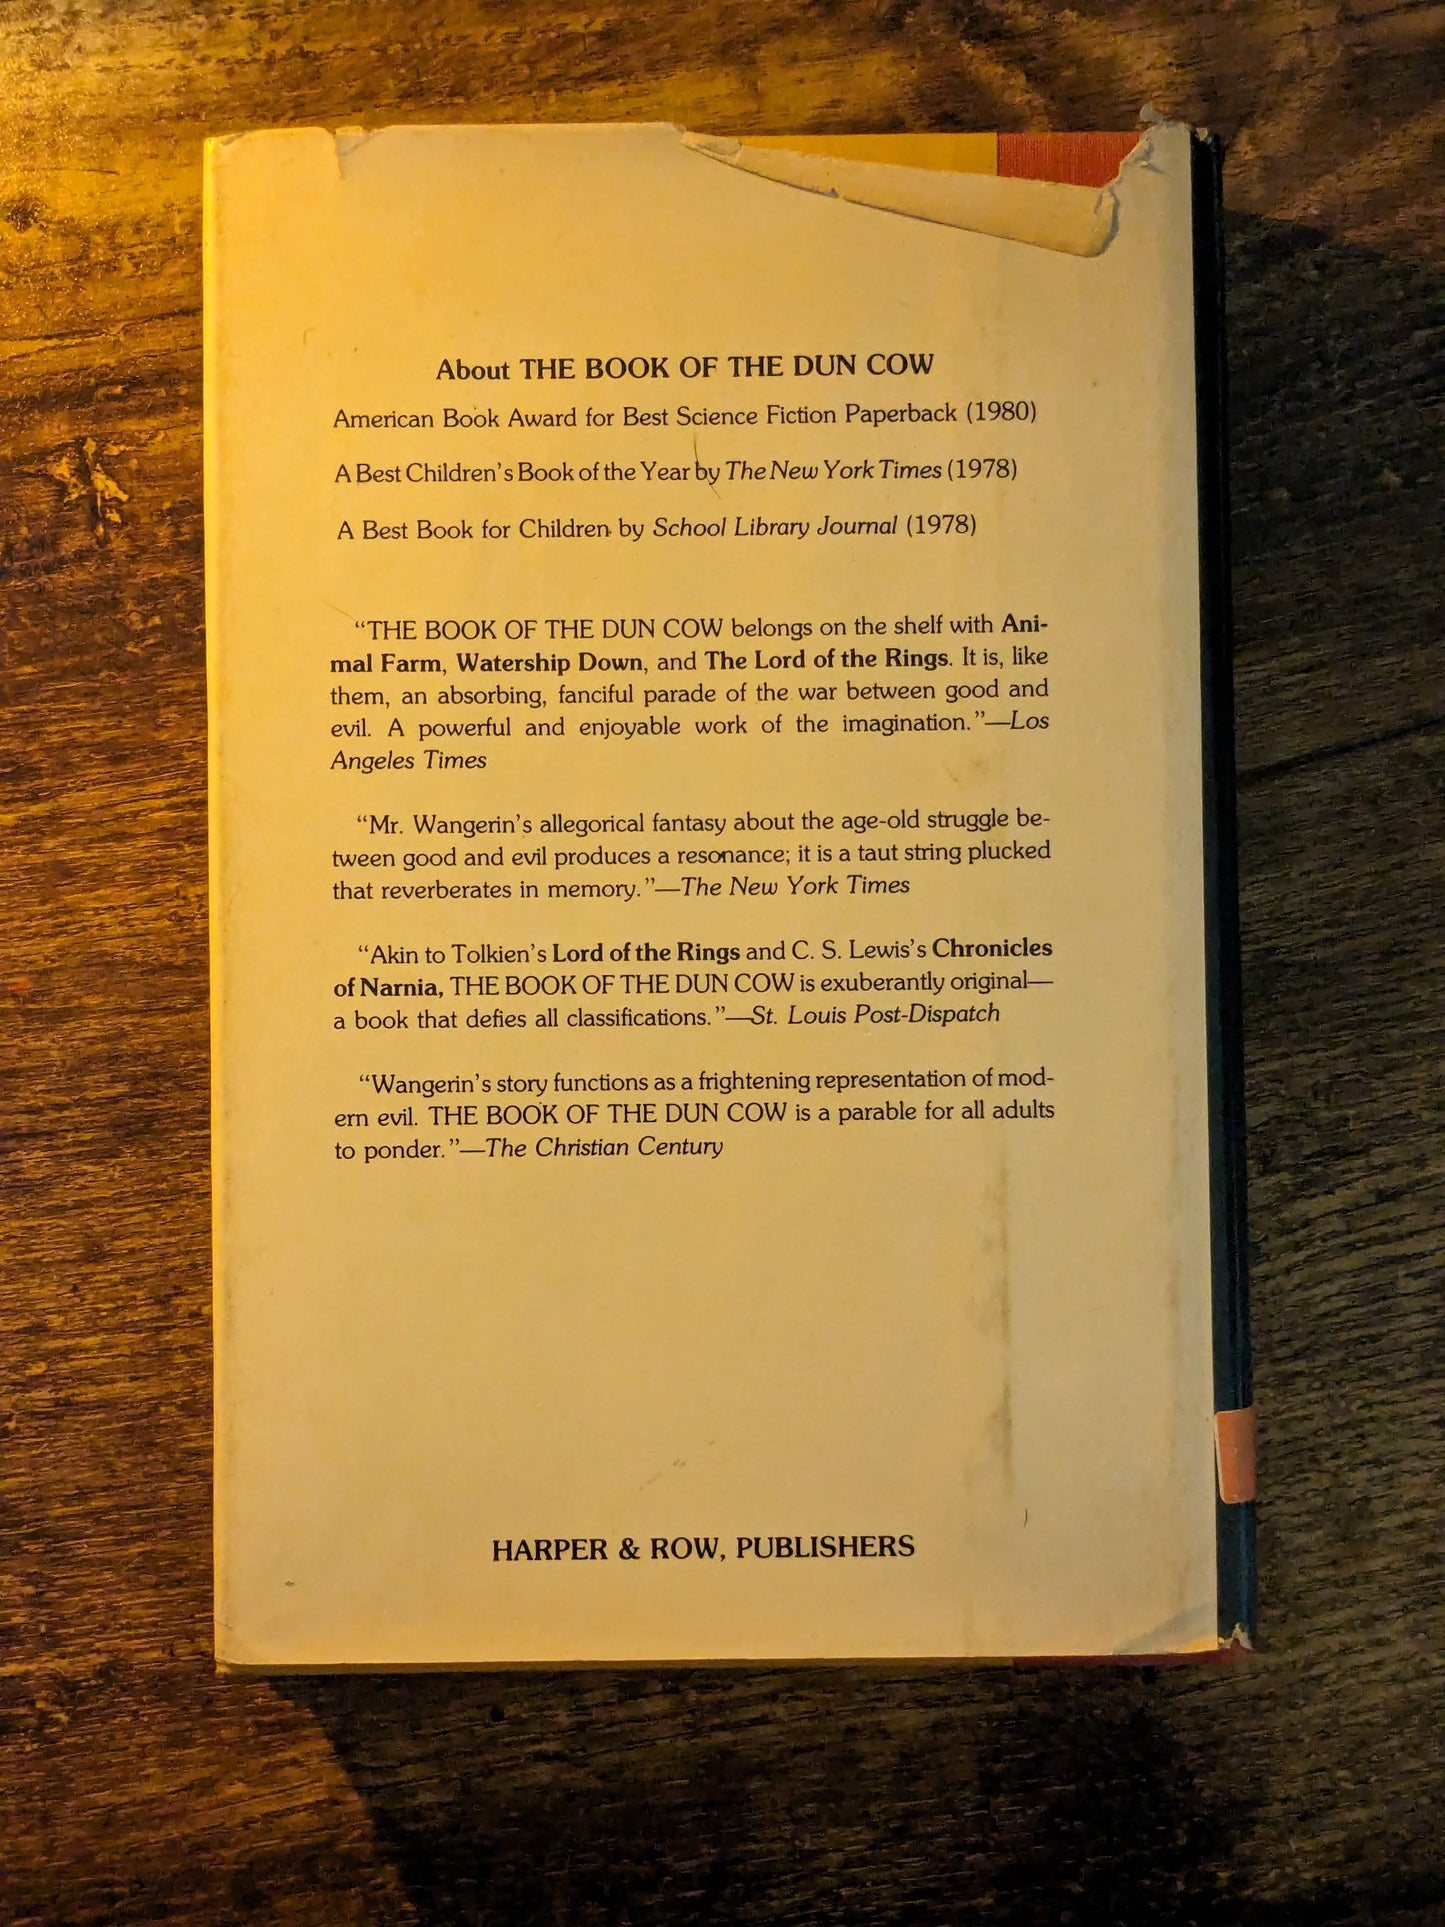 About THE BOOK OF THE DUN COW
American Book Award for Best Science Fiction Paperback (1980)
A Best Children's Book of the Year by The New York Times (1978)
A Best Book for Children by School Library Journal (1978)
“THE BOOK OF THE DUN COW belongs on the shelf with Ani-
mal Farm, Watership Down, and The Lord of the Rings. It is, like
them, an absorbing, fanciful parade of the war between good and
evil. A powerful and enjoyable work of the imagination.”—Los
Angeles Times
“Mr. Wangerin's allegorical fantasy about the age-old struggle be-
tween good and evil produces a resonance; it is a taut string plucked
that reverberates in memory.”—The New York Times
“Akin to Tolkien's Lord of the Rings and C. S. Lewis's Chronicles
of Narnia, THE BOOK OF THE DUN COW is exuberantly original—
a book that defies all classifications.”—St. Louis Post-Dispatch
“Wangerin's story functions as a frightening representation of mod-
ern evil. THE BOOK OF THE DUN COW is a parable for all adults
to ponder.”—The Christian Century
HARPER & ROW, PUBLISHERS